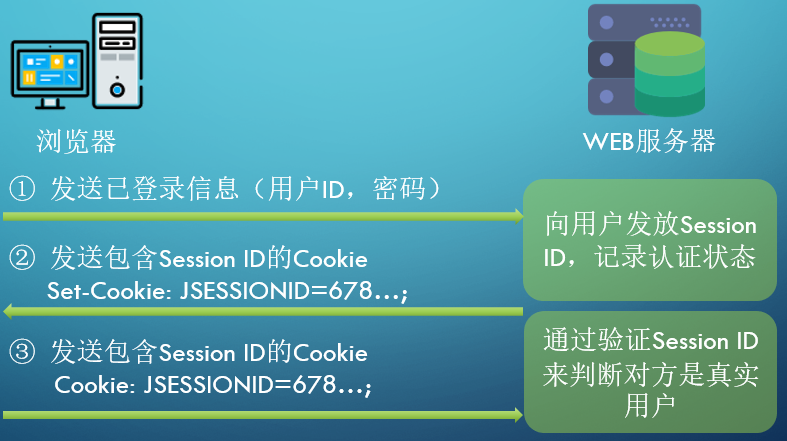 浏览器
WEB服务器
① 发送已登录信息（用户ID，密码）
向用户发放Session
ID，记录认证状态
② 发送包含Session ID的Cookie
Set-Cookie: JSESSIONID=678…;
③ 发送包含Session ID的Cookie
Cookie: JSESSIONID=678…;
通过验证Session ID
来判断对方是真实
用户